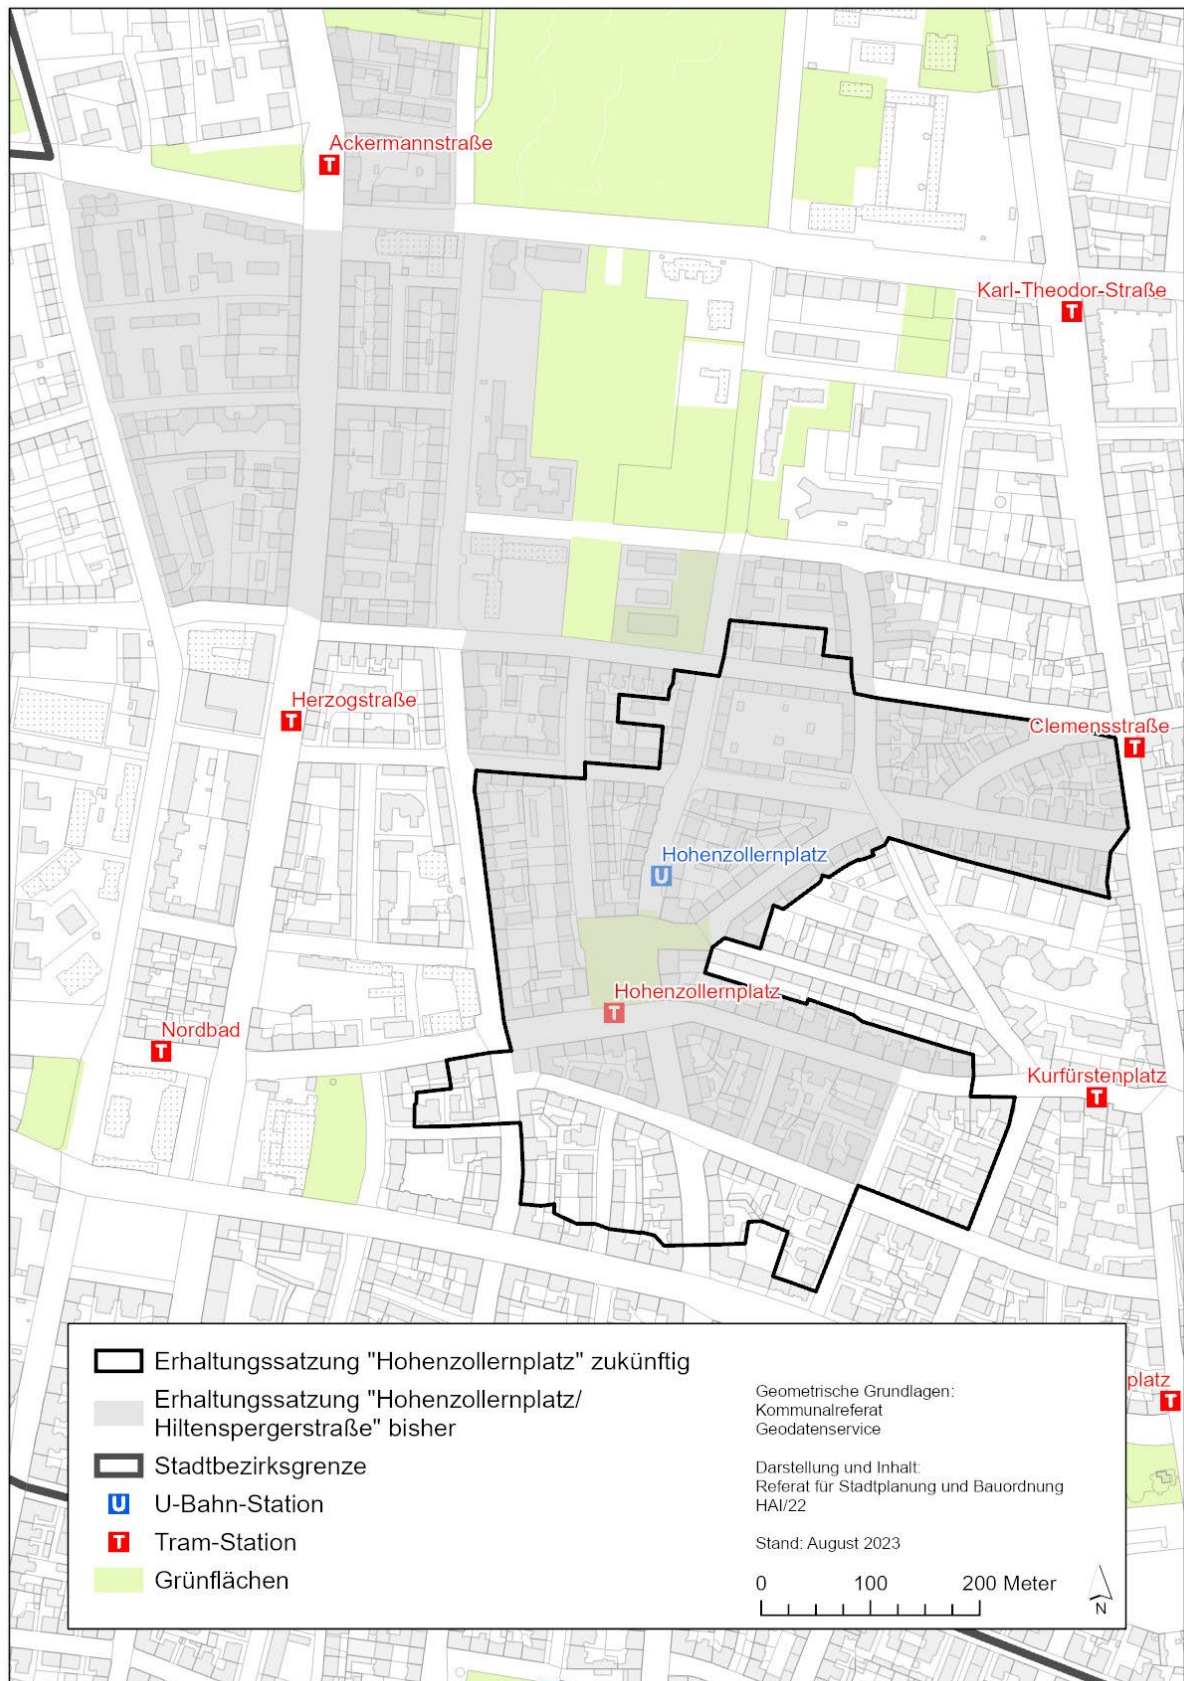 Ackermannstraße
T
Karl-Theodor-Straße
T
Herzogstraße
T
Clemensstraße
T
Hohenzollernplatz
U
Hohenzollernplatz
T
Nordbad
T
Kurfürstenplatz
T
platz
T
Erhaltungssatzung "Hohenzollernplatz" zukünftig
Erhaltungssatzung "Hohenzollernplatz/
Hiltenspergerstraße" bisher
Stadtbezirksgrenze
U U-Bahn-Station
T Tram-Station
Grünflächen
Geometrische Grundlagen:
Kommunalreferat
Geodatenservice
Darstellung und Inhalt:
Referat für Stadtplanung und Bauordnung
HAI/22
Stand: August 2023
0 100 200 Meter
N